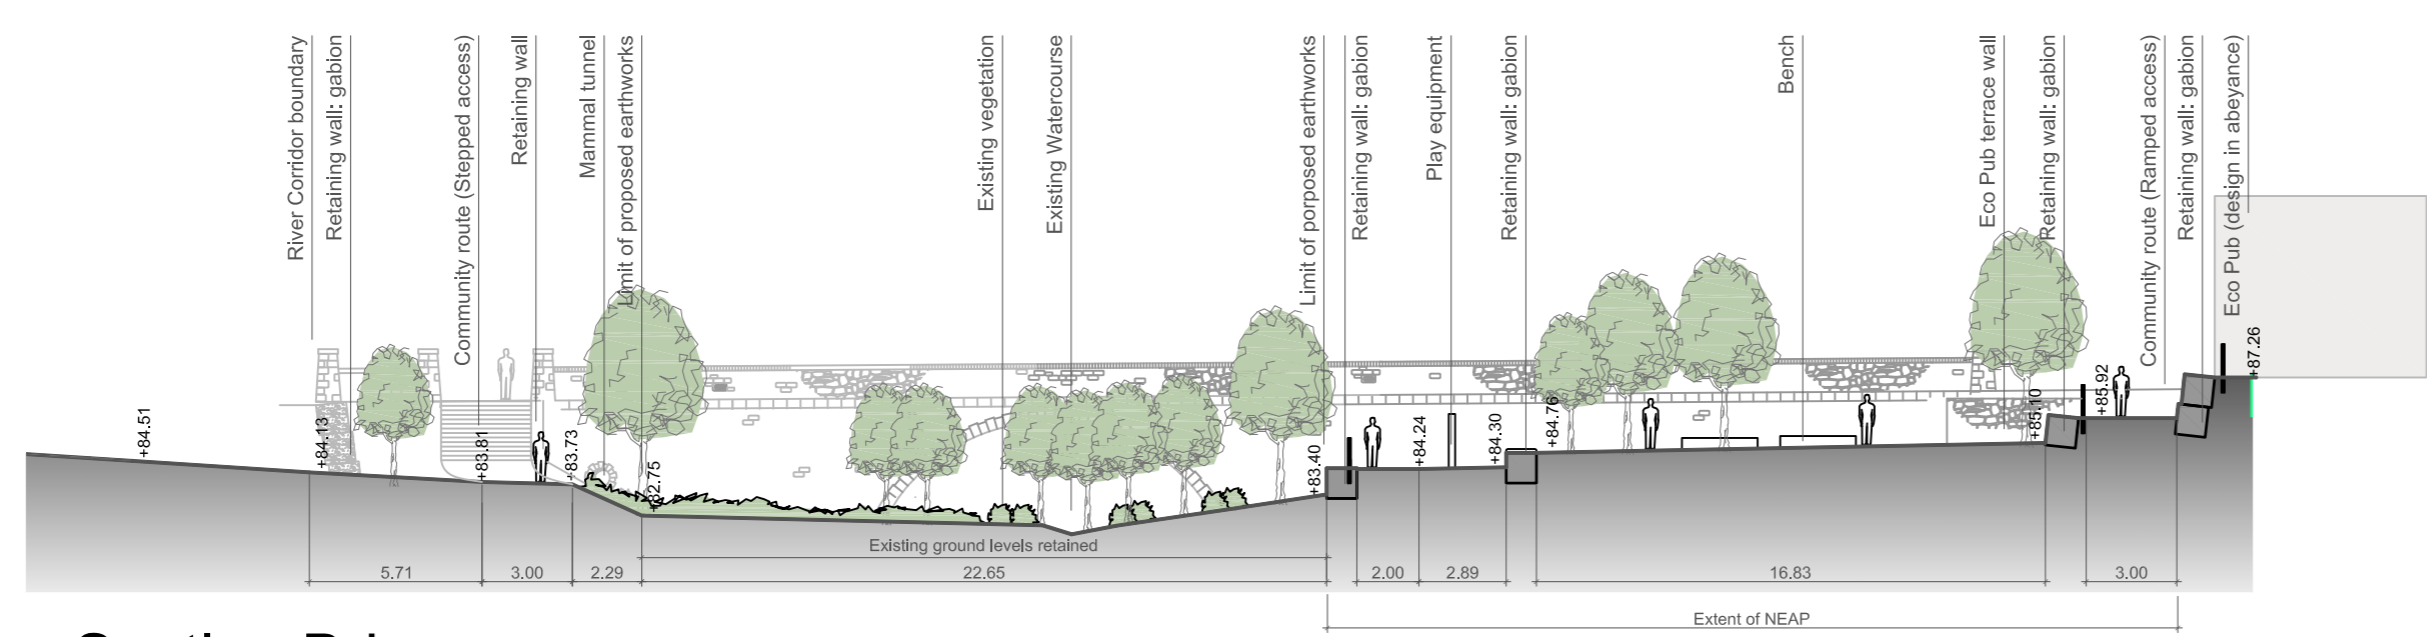 River Corridor boundary
Retaining wall: gabion
Community route (Stepped access)
Retaining wall
Mammal tunnel
Limit of proposed earthworks
Existing vegetation
Existing Watercourse
Limit of porposed earthworks
Retaining wall: gabion
Play equipment
Retaining wall: gabion
Bench
Eco Pub terrace wall
Retaining wall: gabion
Community route (Ramped access)
Retaining wall: gabion
Eco Pub (design in abeyance)
+84.51
+84.13
+83.81
+83.73
+82.75
+83.40
+84.24
+84.30
+84.76
+85.10
+85.92
+87.26
Existing ground levels retained
5.71
3.00
2.29
22.65
2.00
2.89
16.83
3.00
Extent of NEAP